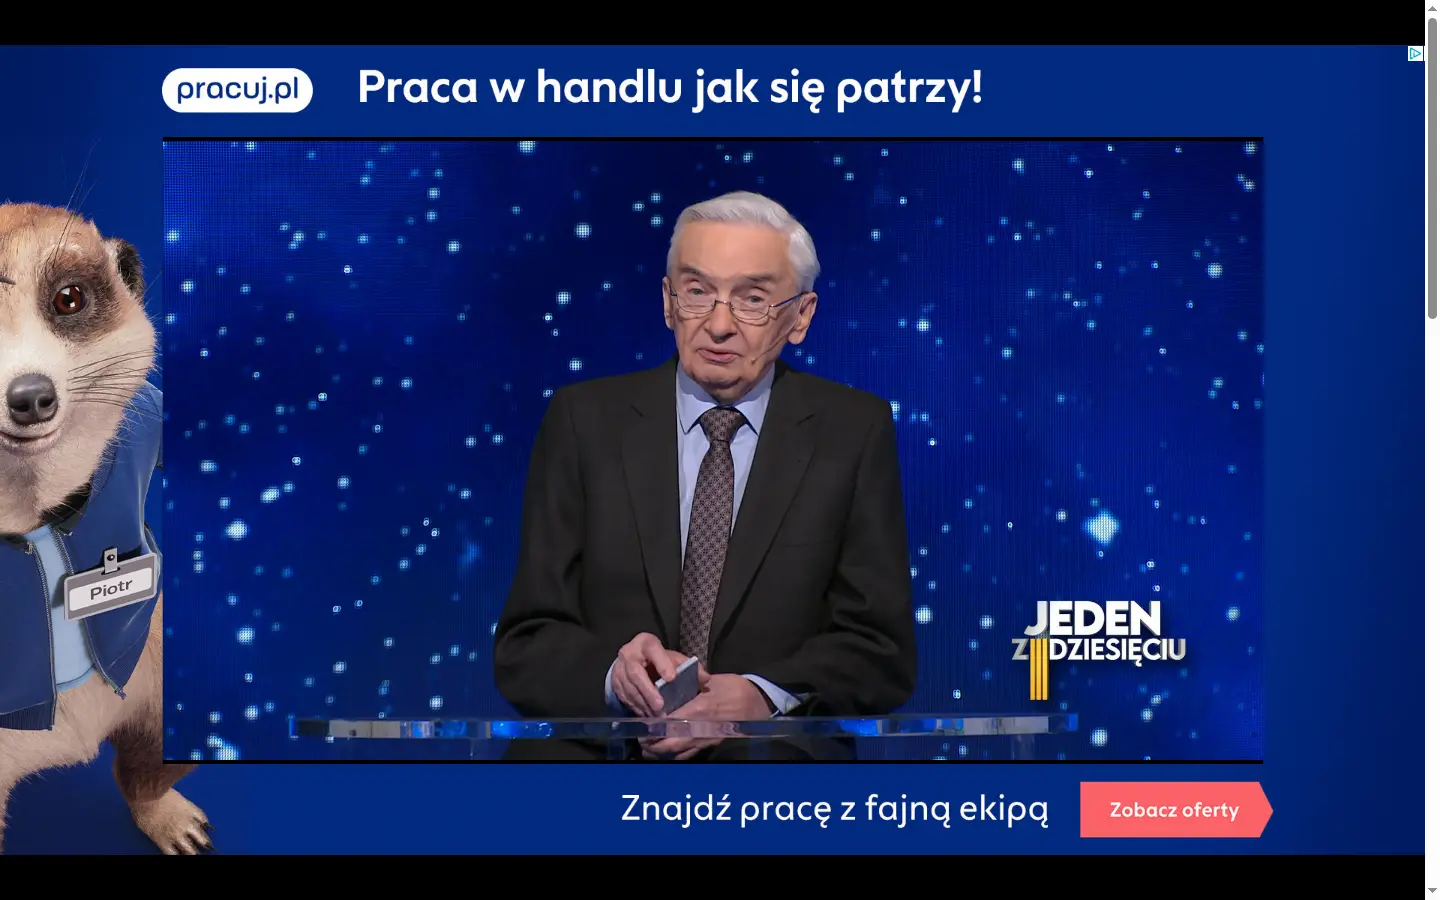 pracuj.pl
Praca w handlu jak się patrzy!
Piotr
JEDEN
Z DZIESIĘCIU
Znajdź pracę z fajną ekipą
Zobacz oferty